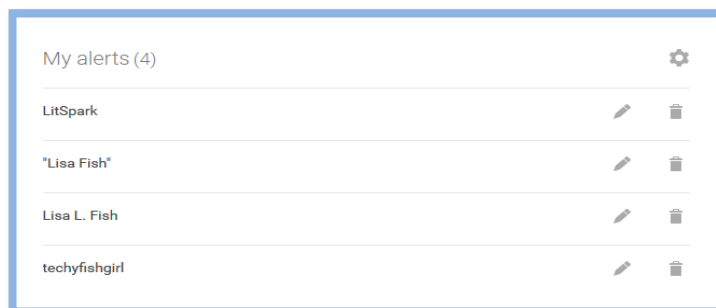 My alerts (4)
LitSpark
"Lisa Fish"
Lisa L. Fish
techyfishgirl